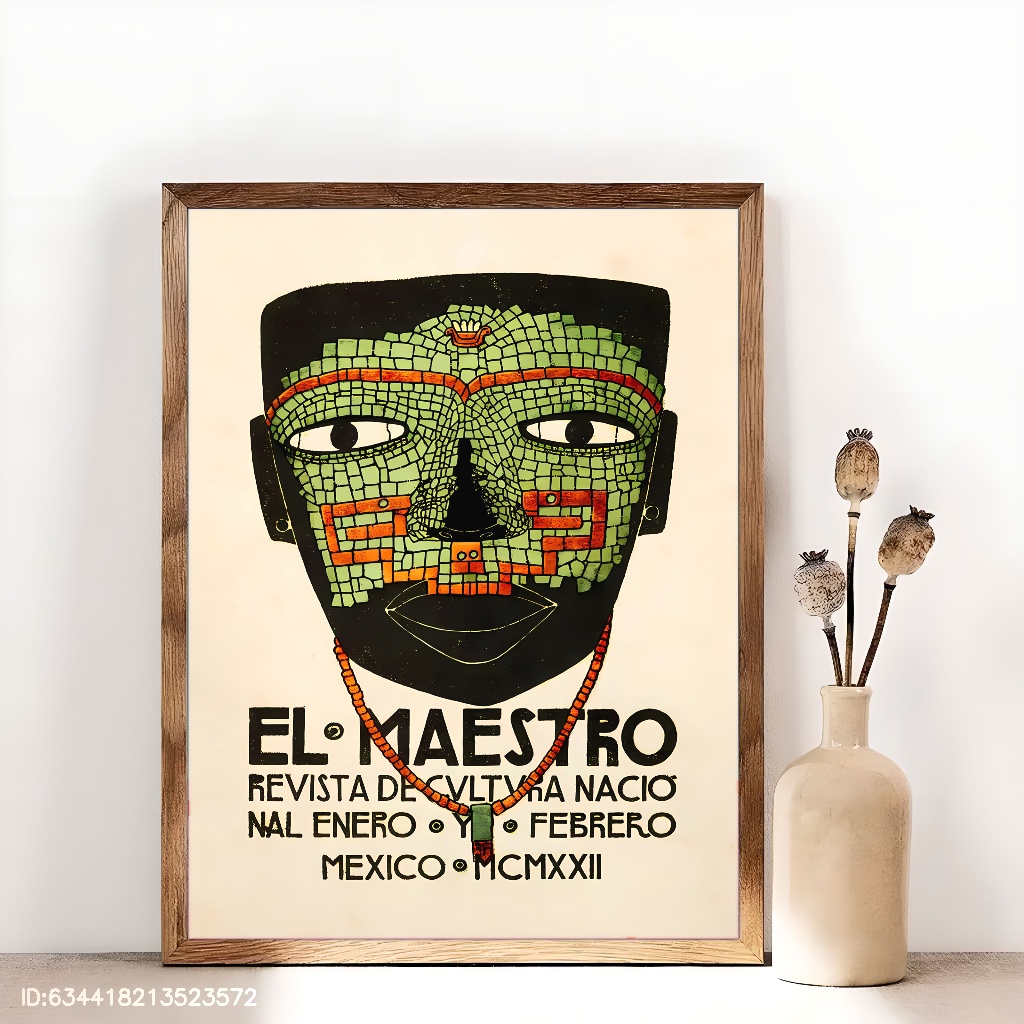 EL · MAESTRO
REVISTA DE CVLTVRA NACIO
NAL ENERO · Y · FEBRERO
MEXICO · MCMXXII
ID:634418213523572